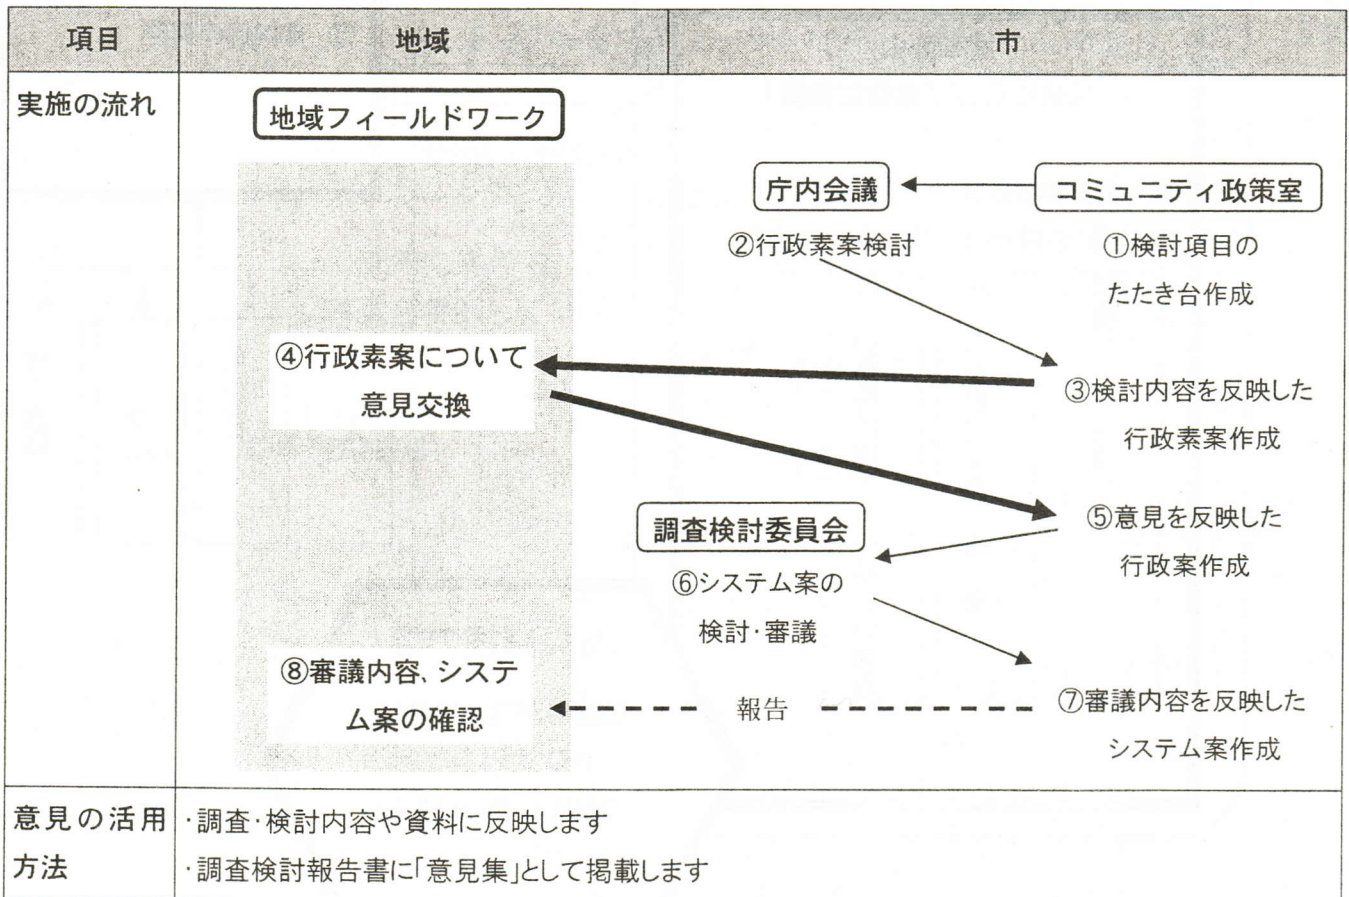 項目 地域 市
実施の流れ
地域フィールドワーク
庁内会議
コミュニティ政策室
②行政素案検討
①検討項目の
たたき台作成
④行政素案について
意見交換
③検討内容を反映した
行政素案作成
調査検討委員会
⑤意見を反映した
行政案作成
⑥システム案の
検討・審議
⑧審議内容、システ
ム案の確認
報告
⑦審議内容を反映した
システム案作成
意見の活用
方法
・調査・検討内容や資料に反映します
・調査検討報告書に「意見集」として掲載します